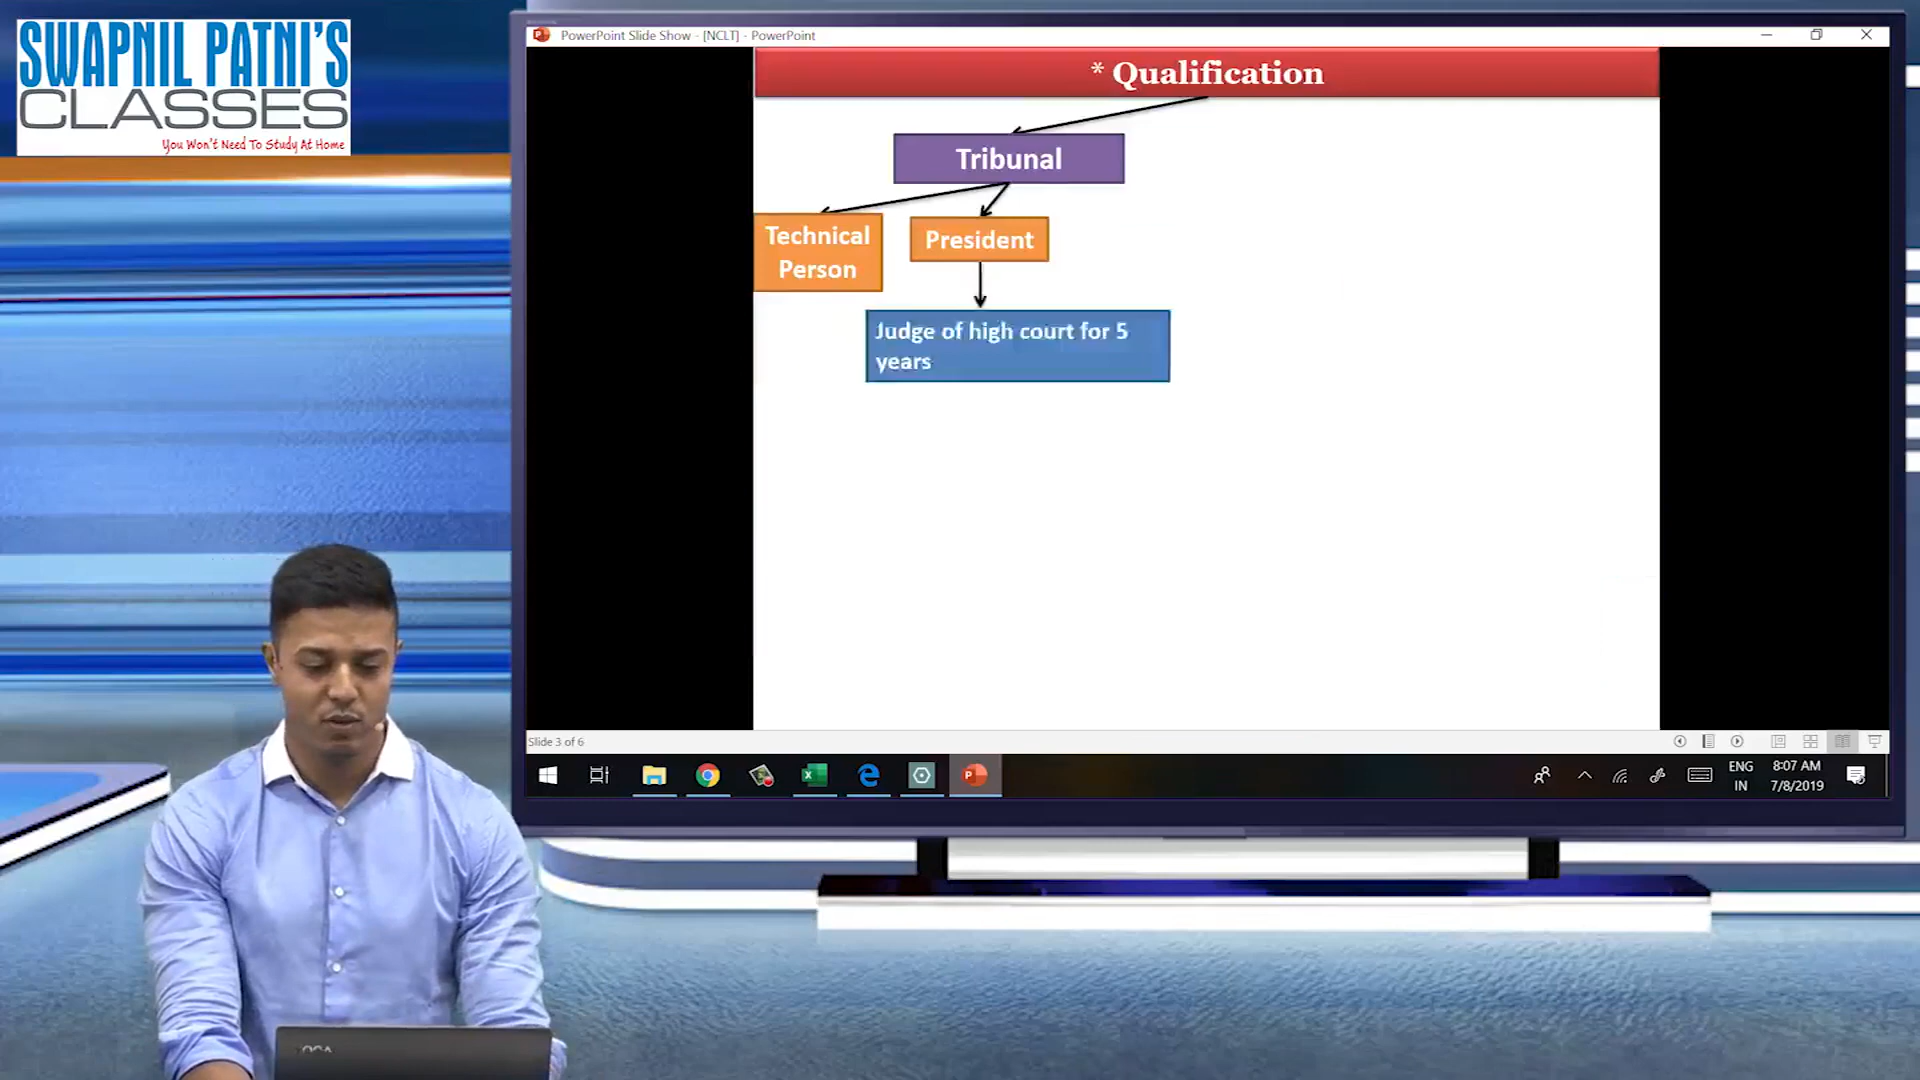 SWAPNIL PATNI'S
CLASSES
You Won't Need To Study At Home
PowerPoint Slide Show - [NCLT] - PowerPoint
* Qualification
Tribunal
Technical
Person
President
Judge of high court for 5
years
Slide 3 of 6
ENG
IN
8:07 AM
7/8/2019